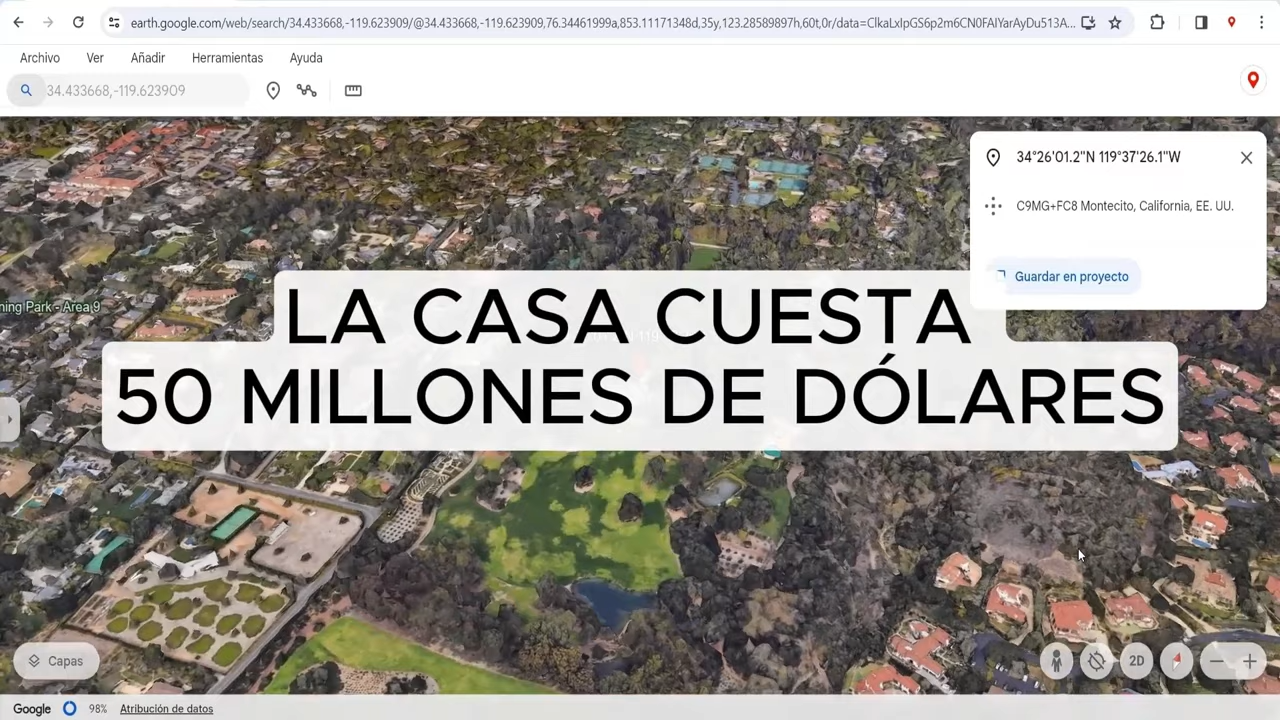 earth.google.com/web/search/34.433668,-119.623909/@34.433668,-119.623909,76.34461999a,853.11171348d,35y,123.28589897h,60t,0r/data=ClkaLxIpGS6p2m6CN0FAIYarAyDu513A...
Archivo Ver Añadir Herramientas Ayuda
34.433668,-119.623909
34°26'01.2"N 119°37'26.1"W
C9MG+FC8 Montecito, California, EE. UU.
Guardar en proyecto
ning Park - Area 9
LA CASA CUESTA
50 MILLONES DE DÓLARES
Capas
2D
Google 98% Atribución de datos